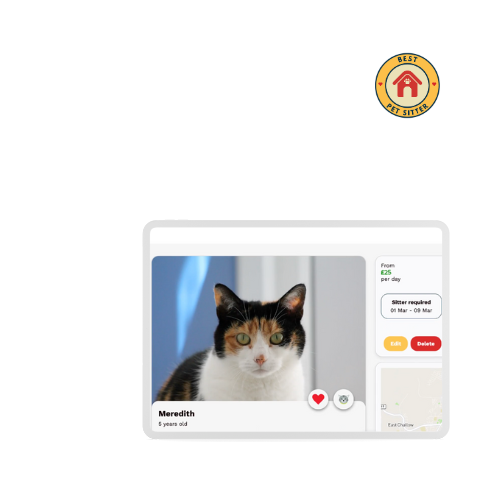 BEST
PET SITTER
From
£25
per day
Sitter required
01 Mar - 09 Mar
Edit
Delete
Meredith
5 years old
East Challow